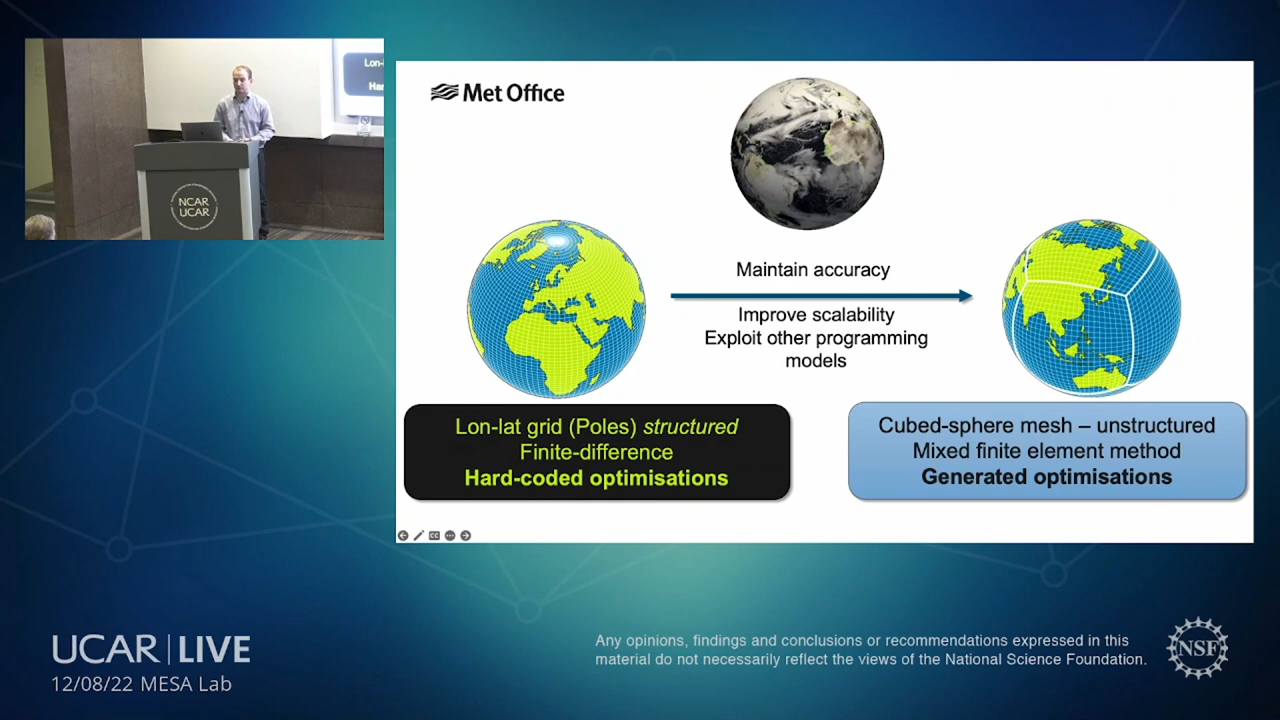 Lon-l
Har
NCAR
UCAR
Met Office
Maintain accuracy
Improve scalability
Exploit other programming
models
Lon-lat grid (Poles) structured
Finite-difference
Hard-coded optimisations
Cubed-sphere mesh – unstructured
Mixed finite element method
Generated optimisations
UCAR | LIVE
12/08/22 MESA Lab
Any opinions, findings and conclusions or recommendations expressed in this
material do not necessarily reflect the views of the National Science Foundation.
NSF